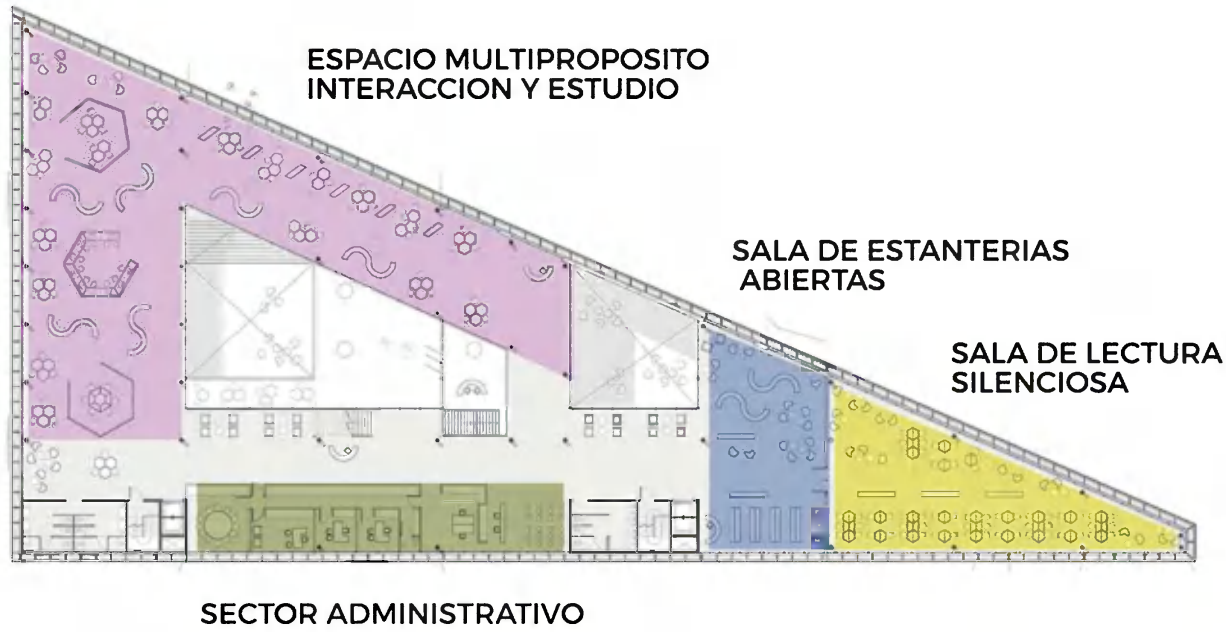 ESPACIO MULTIPROPOSITO
INTERACCION Y ESTUDIO
SALA DE ESTANTERIAS
ABIERTAS
SALA DE LECTURA
SILENCIOSA
SECTOR ADMINISTRATIVO